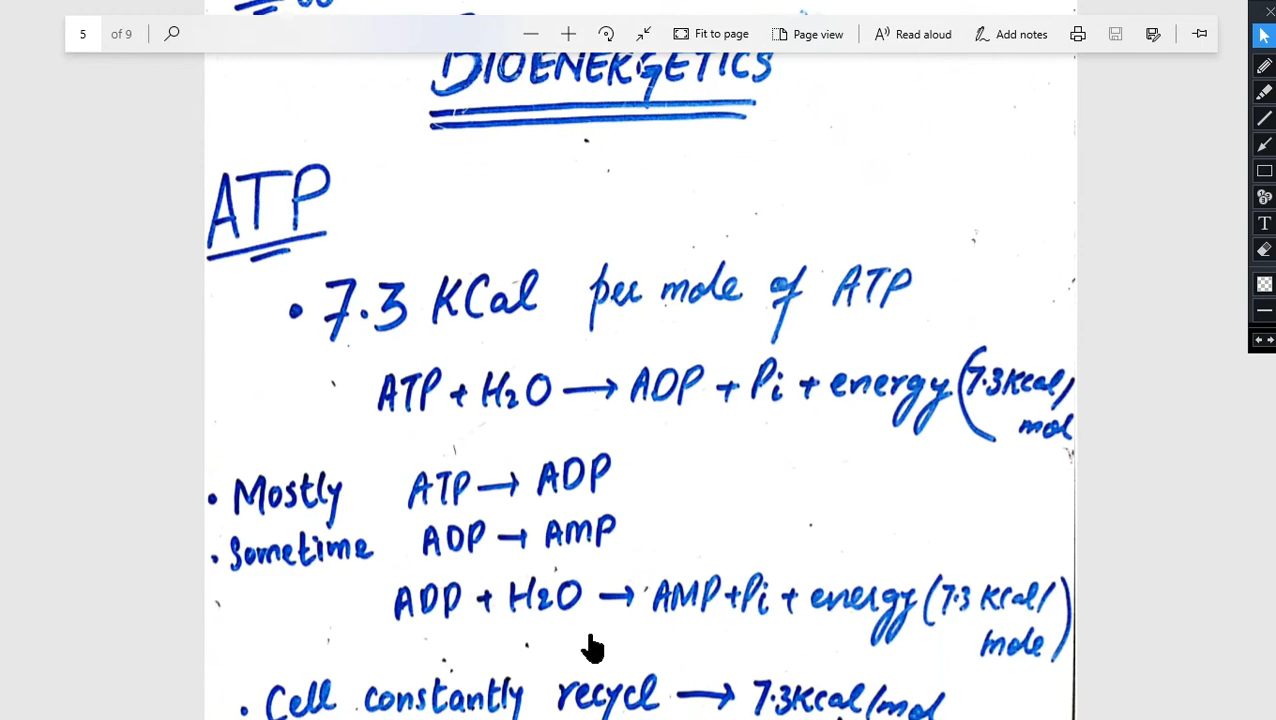 5 of 9
Fit to page
Page view
Read aloud
Add notes
BIOENERGETICS
ATP
• 7.3 KCal per mole of ATP
ATP + H2O → ADP + Pi + energy (7.3 Kcal/
mol
• Mostly ATP → ADP
• Sometime ADP → AMP
ADP + H2O → AMP + Pi + energy (7.3 Kcal/
mole)
• Cell constantly recycl → 7.3Kcal/mol